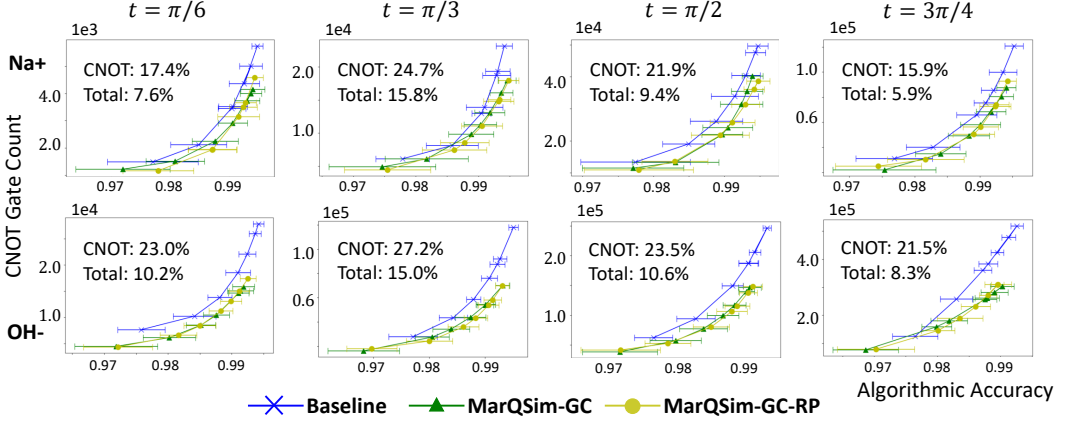 t = π/6
t = π/3
t = π/2
t = 3π/4
Na+
OH-
CNOT Gate Count
1e3
CNOT: 17.4%
Total: 7.6%
4.0
2.0
0.97 0.98 0.99
1e4
CNOT: 24.7%
Total: 15.8%
2.0
1.0
0.97 0.98 0.99
1e4
CNOT: 21.9%
Total: 9.4%
4.0
2.0
0.97 0.98 0.99
1e5
CNOT: 15.9%
Total: 5.9%
1.0
0.6
0.97 0.98 0.99
1e4
CNOT: 23.0%
Total: 10.2%
2.0
1.0
0.97 0.98 0.99
1e5
CNOT: 27.2%
Total: 15.0%
0.6
0.97 0.98 0.99
1e5
CNOT: 23.5%
Total: 10.6%
2.0
1.0
0.97 0.98 0.99
1e5
CNOT: 21.5%
Total: 8.3%
4.0
2.0
0.97 0.98 0.99
Algorithmic Accuracy
Baseline MarQSim-GC MarQSim-GC-RP